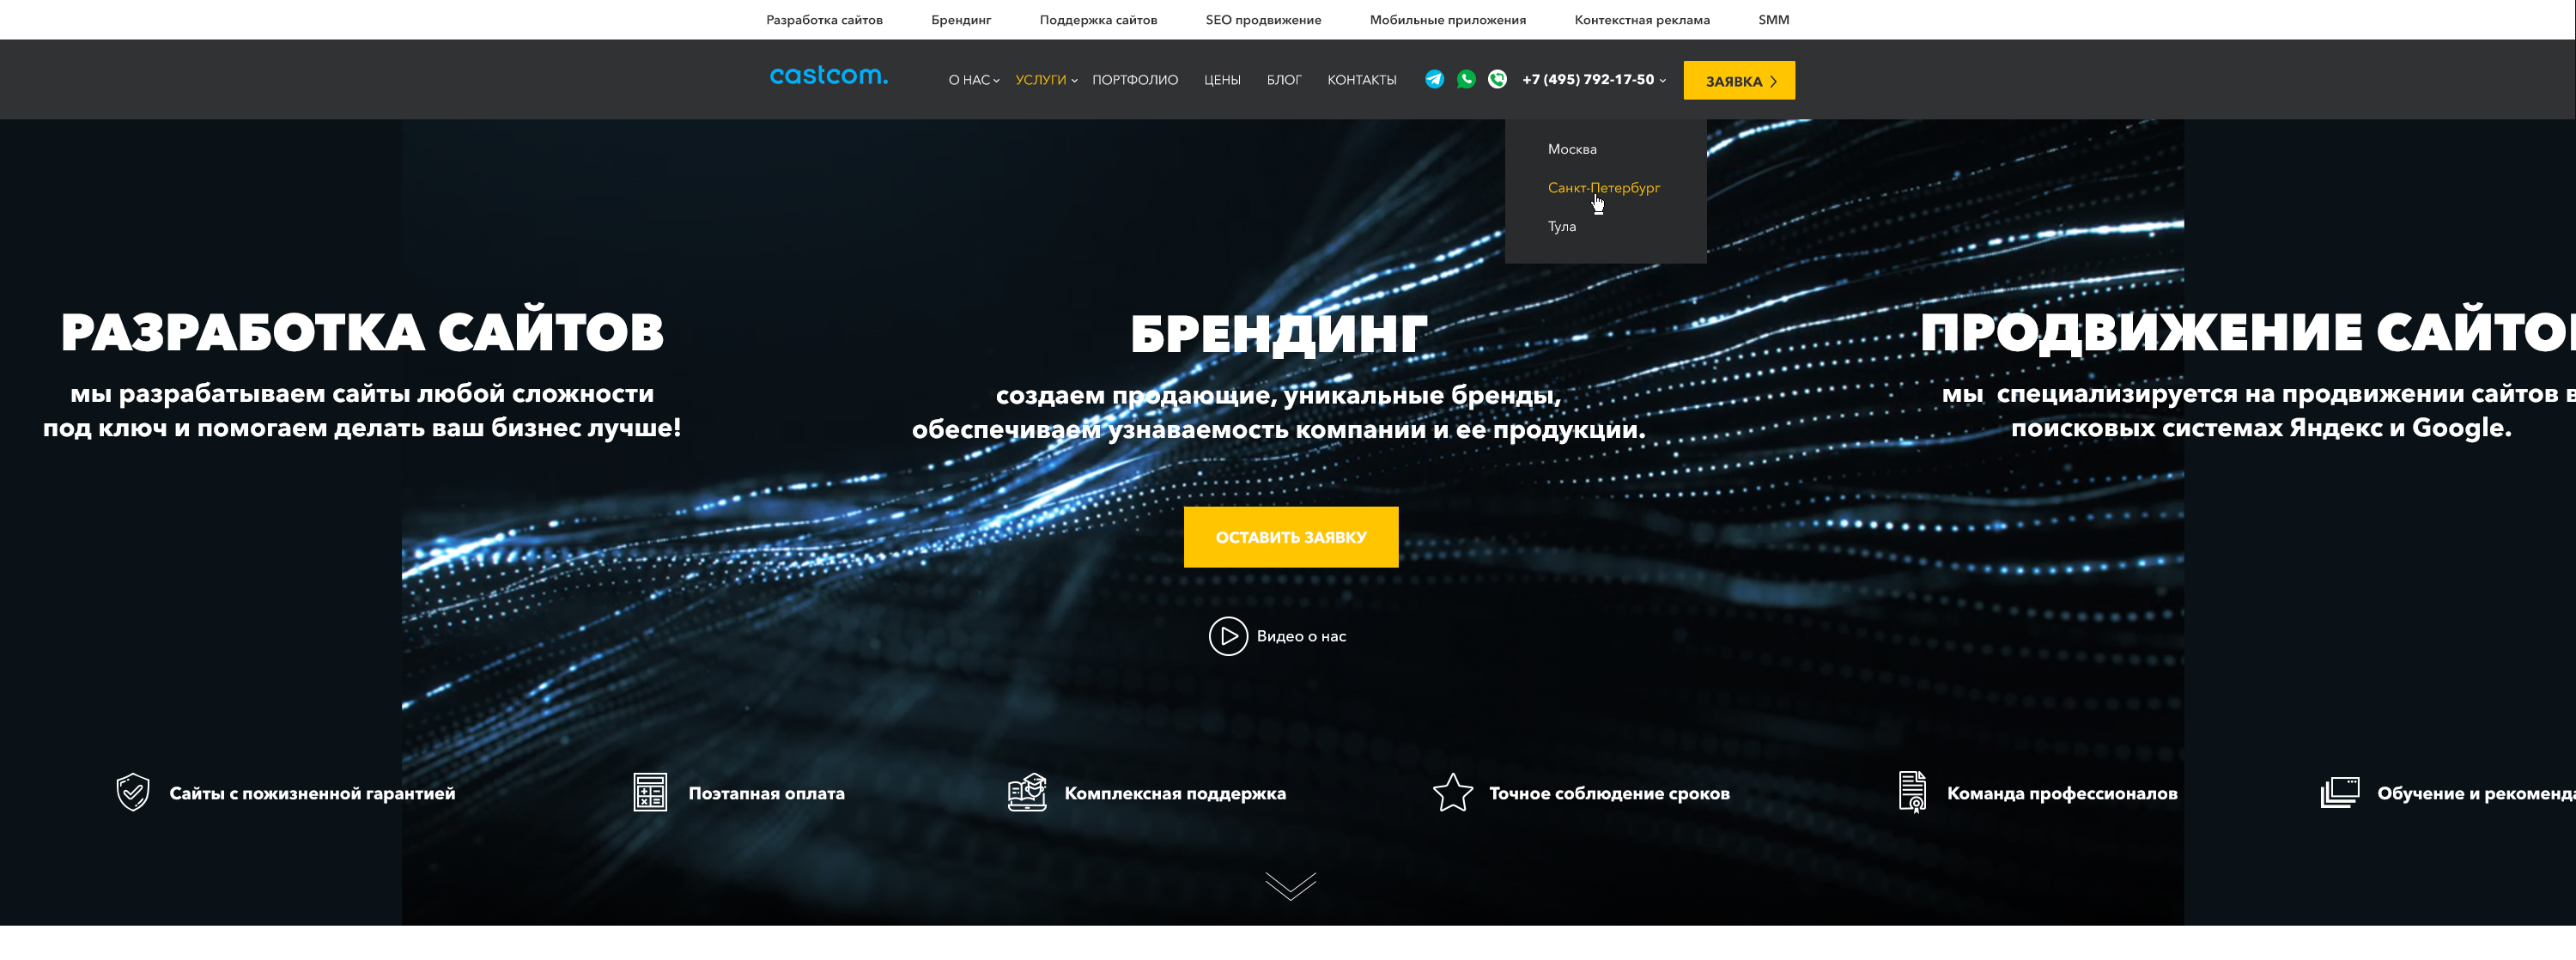 Разработка сайтов
Брендинг
Поддержка сайтов
SEO продвижение
Мобильные приложения
Контекстная реклама
SMM
castcom.
О НАС
УСЛУГИ
ПОРТФОЛИО
ЦЕНЫ
БЛОГ
КОНТАКТЫ
+7 (495) 792-17-50
ЗАЯВКА
Москва
Санкт-Петербург
Тула
РАЗРАБОТКА САЙТОВ
мы разрабатываем сайты любой сложности
под ключ и помогаем делать ваш бизнес лучше!
БРЕНДИНГ
создаем продающие, уникальные бренды,
обеспечиваем узнаваемость компании и ее продукции.
ПРОДВИЖЕНИЕ САЙТО
мы  специализируется на продвижении сайтов в
поисковых системах Яндекс и Google.
ОСТАВИТЬ ЗАЯВКУ
Видео о нас
Сайты с пожизненной гарантией
Поэтапная оплата
Комплексная поддержка
Точное соблюдение сроков
Команда профессионалов
Обучение и рекоменд